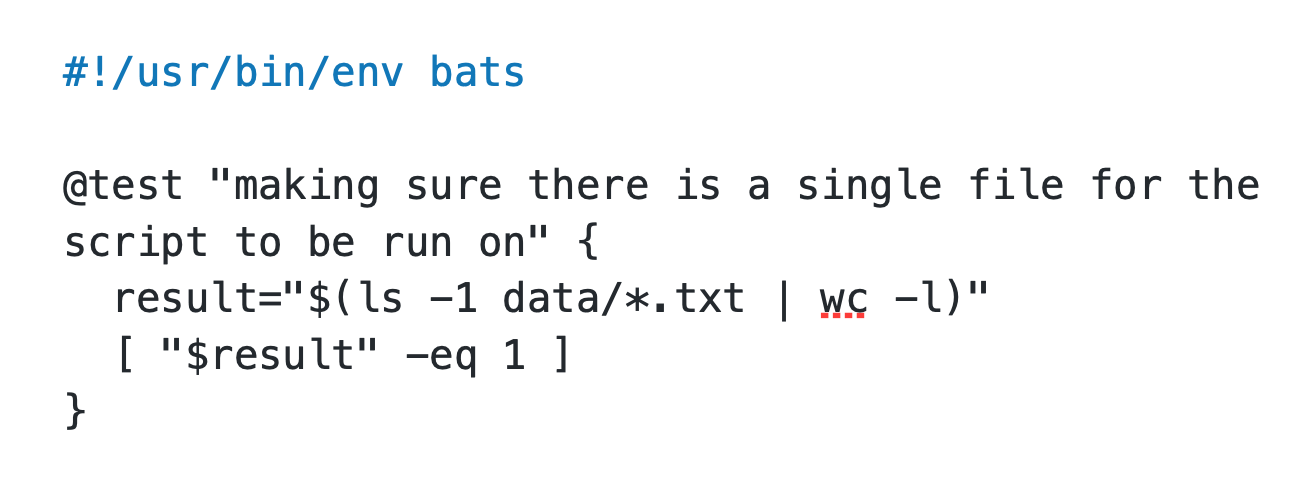 #!/usr/bin/env bats
@test "making sure there is a single file for the
script to be run on" {
  result="$(ls -1 data/*.txt | wc -l)"
  [ "$result" -eq 1 ]
}